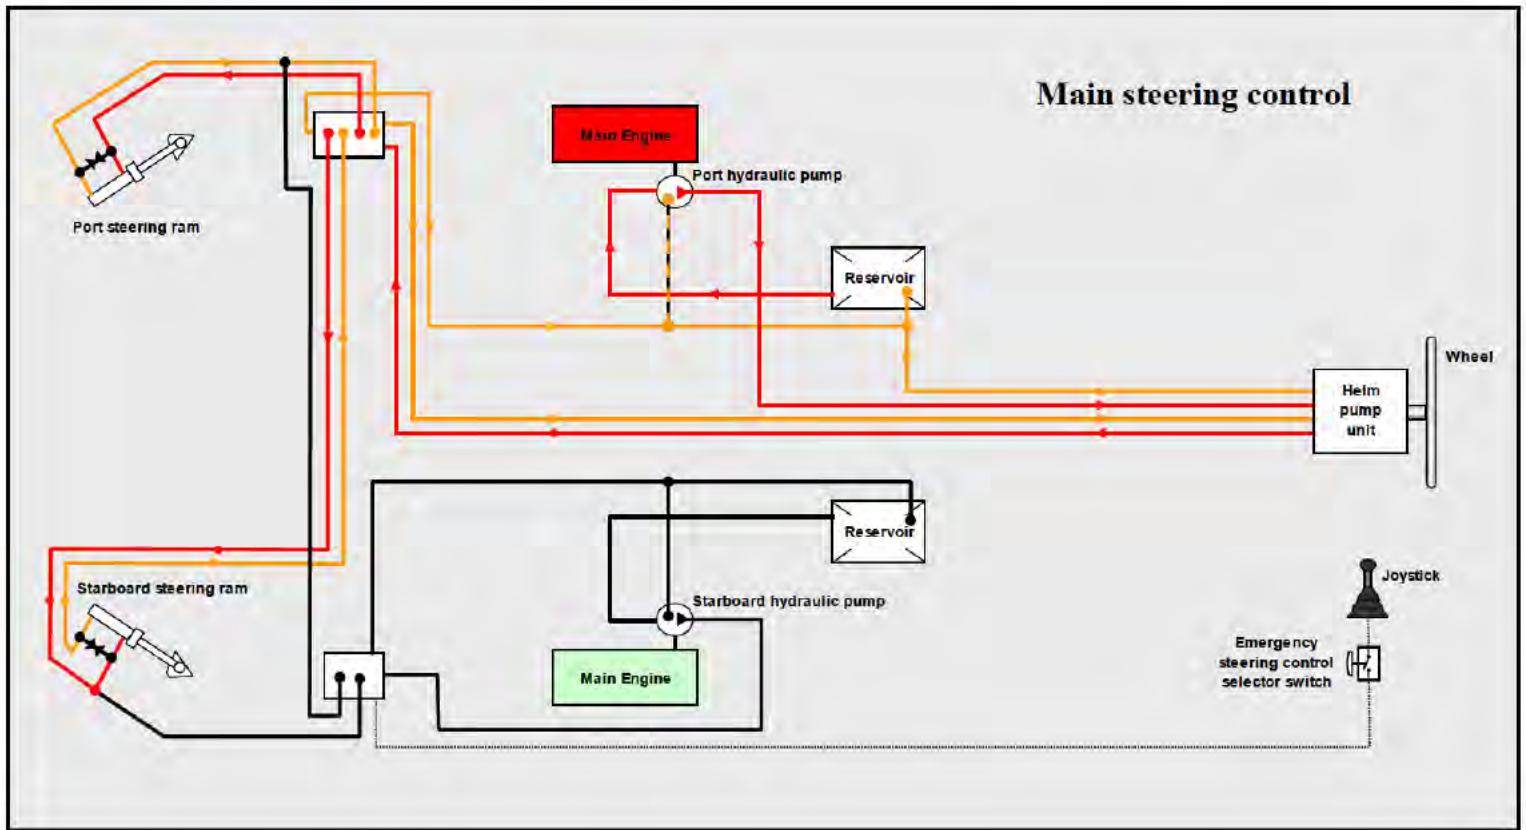 Main steering control
Main Engine
Port hydraulic pump
Port steering ram
Reservoir
Wheel
Helm
pump
unit
Reservoir
Joystick
Starboard steering ram
Starboard hydraulic pump
Emergency
steering control
selector switch
Main Engine